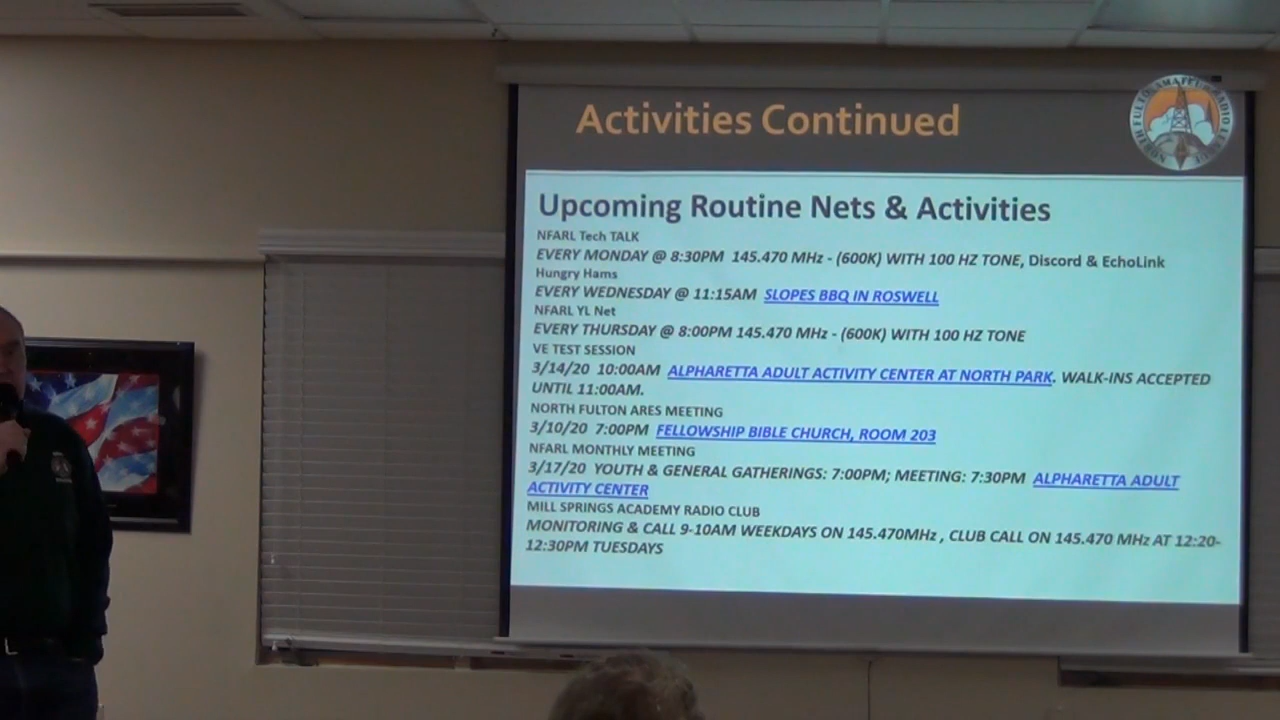 Activities Continued
NORTH FULTON AMATEUR RADIO LEAGUE
Upcoming Routine Nets & Activities
NFARL Tech TALK
EVERY MONDAY @ 8:30PM 145.470 MHz - (600K) WITH 100 HZ TONE, Discord & EchoLink
Hungry Hams
EVERY WEDNESDAY @ 11:15AM SLOPES BBQ IN ROSWELL
NFARL YL Net
EVERY THURSDAY @ 8:00PM 145.470 MHz - (600K) WITH 100 HZ TONE
VE TEST SESSION
3/14/20 10:00AM ALPHARETTA ADULT ACTIVITY CENTER AT NORTH PARK. WALK-INS ACCEPTED
UNTIL 11:00AM.
NORTH FULTON ARES MEETING
3/10/20 7:00PM FELLOWSHIP BIBLE CHURCH, ROOM 203
NFARL MONTHLY MEETING
3/17/20 YOUTH & GENERAL GATHERINGS: 7:00PM; MEETING: 7:30PM ALPHARETTA ADULT
ACTIVITY CENTER
MILL SPRINGS ACADEMY RADIO CLUB
MONITORING & CALL 9-10AM WEEKDAYS ON 145.470MHz , CLUB CALL ON 145.470 MHz AT 12:20-
12:30PM TUESDAYS